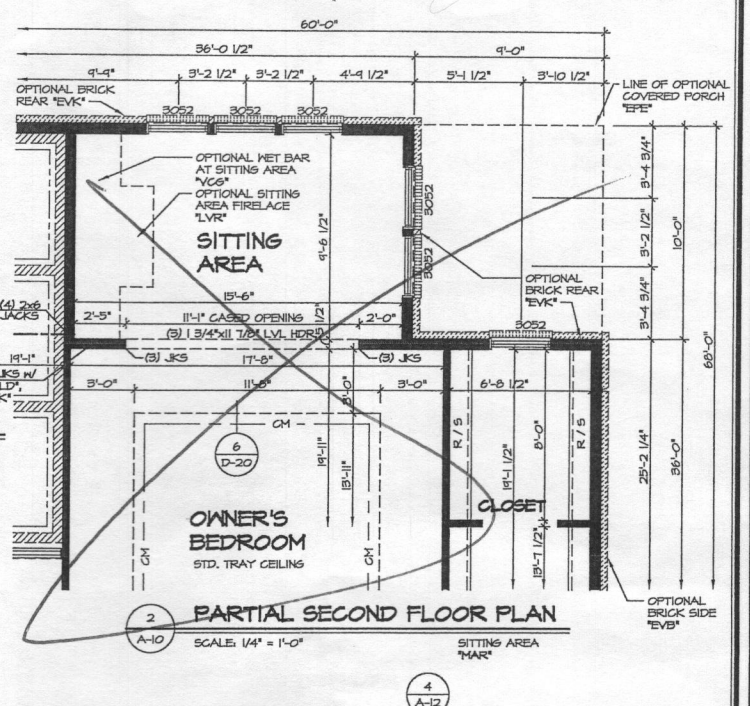 60'-0"
36'-0 1/2"
9'-0"
9'-9"
3'-2 1/2"
3'-2 1/2"
4'-9 1/2"
5'-1 1/2"
3'-10 1/2"
OPTIONAL BRICK
REAR "EVK"
LINE OF OPTIONAL
COVERED PORCH
"EPE"
3052
3052
3052
OPTIONAL WET BAR
AT SITTING AREA
"VCG"
OPTIONAL SITTING
AREA FIRELACE
"LVR"
SITTING
AREA
9'-6 1/2"
3052
3052
3'-4 3/4"
3'-2 1/2"
3'-4 3/4"
10'-0"
OPTIONAL
BRICK REAR
"EVK"
15'-6"
(4) 2x6
JACKS
2'-5"
11'-1" CASED OPENING
2'-0"
(3) 1 3/4"x11 7/8" LVL HDR
3052
19'-1"
(3) JKS
17'-8"
(3) JKS
JKS W/
3'-0"
11'-8"
3'-0"
6'-8 1/2"
8'-0"
CM
6
D-20
19'-11"
13'-11"
R / S
19'-1 1/2"
8'-0"
R / S
25'-2 1/4"
36'-0"
68'-0"
CLOSET
OWNER'S
BEDROOM
STD. TRAY CEILING
CM
CM
13'-7 1/2"
OPTIONAL
BRICK SIDE
"EVB"
2
A-10
PARTIAL SECOND FLOOR PLAN
SCALE: 1/4" = 1'-0"
SITTING AREA
"MAR"
4
A-12